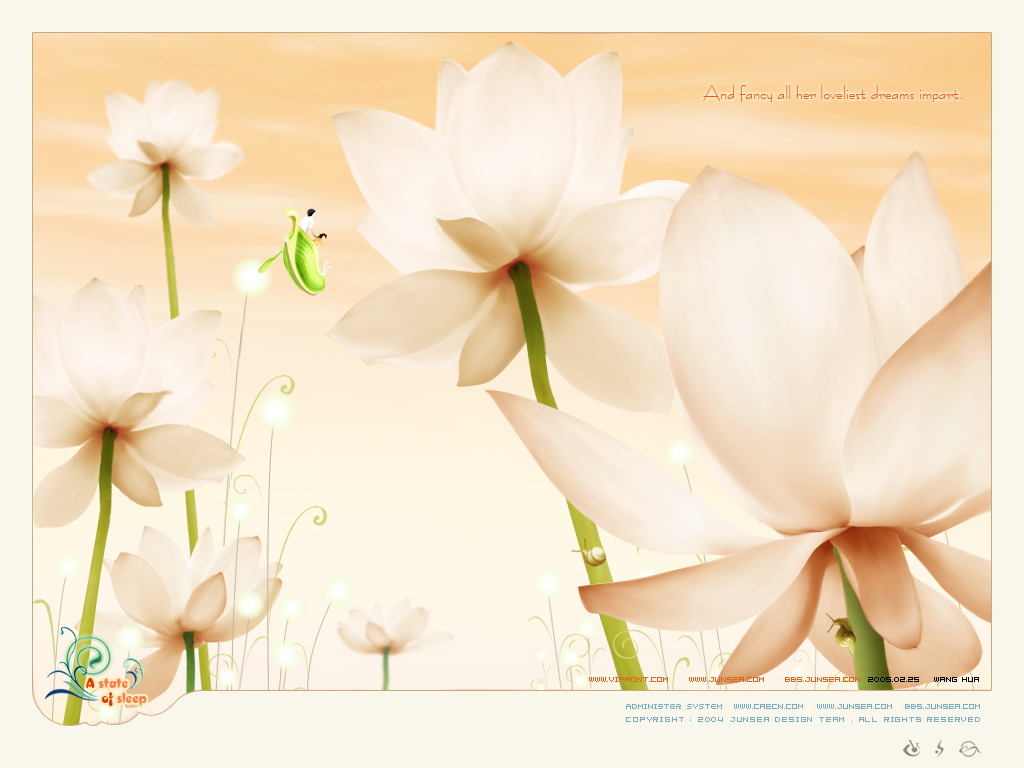 And fancy all her loveliest dreams impart.
A state
of sleep
WWW.VIPRONT.COM WWW.JUNSER.COM BBS.JUNSER.COM 2005.02.25 WANG HUA
ADMINISTER SYSTEM WWW.CRECN.COM WWW.JUNSER.COM BBS.JUNSER.COM
COPYRIGHT : 2004 JUNSER DESIGN TEAM . ALL RIGHTS RESERVED